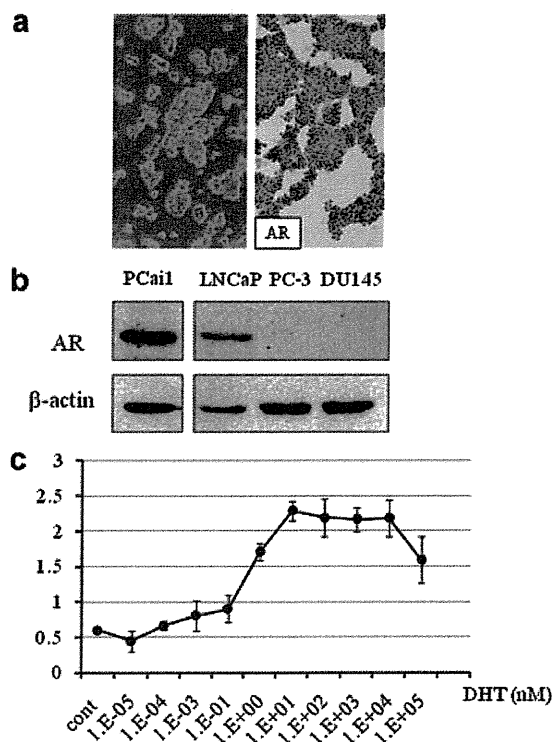 a
AR
b
PCai1 LNCaP PC-3 DU145
AR
β-actin
c
3
2.5
2
1.5
1
0.5
0
cont 1.E-05 1.E-04 1.E-03 1.E-01 1.E+00 1.E+01 1.E+02 1.E+03 1.E+04 1.E+05
DHT (nM)